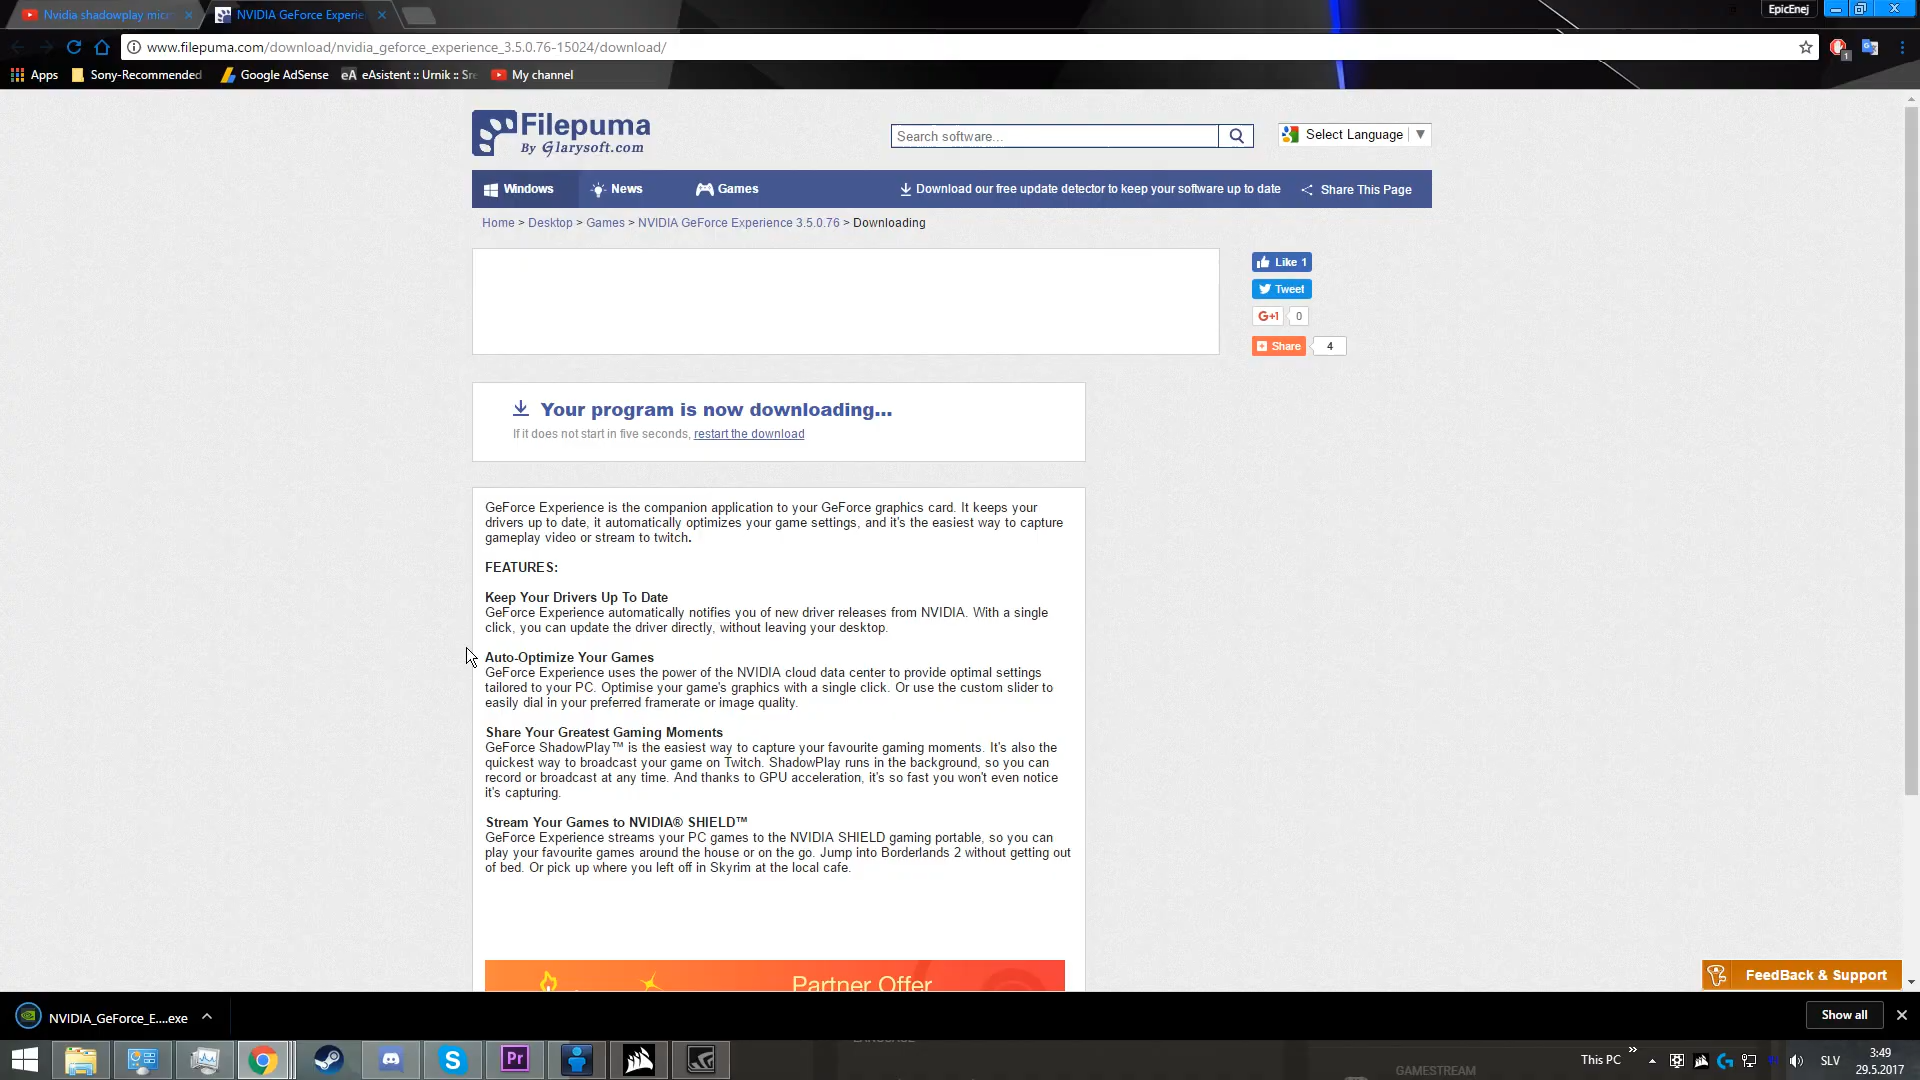 Nvidia shadowplay mic
NVIDIA GeForce Experie
EpicEnej
www.filepuma.com/download/nvidia_geforce_experience_3.5.0.76-15024/download/
1
Apps
Sony-Recommended
Google AdSense
eA eAsistent :: Urnik :: Sre
My channel
Filepuma
By Glarysoft.com
Search software...
Select Language
Windows
News
Games
Download our free update detector to keep your software up to date
Share This Page
Home > Desktop > Games > NVIDIA GeForce Experience 3.5.0.76 > Downloading
Like 1
Tweet
G+1 0
Share 4
Your program is now downloading...
If it does not start in five seconds, restart the download
GeForce Experience is the companion application to your GeForce graphics card. It keeps your
drivers up to date, it automatically optimizes your game settings, and it's the easiest way to capture
gameplay video or stream to twitch.
FEATURES:
Keep Your Drivers Up To Date
GeForce Experience automatically notifies you of new driver releases from NVIDIA. With a single
click, you can update the driver directly, without leaving your desktop.
Auto-Optimize Your Games
GeForce Experience uses the power of the NVIDIA cloud data center to provide optimal settings
tailored to your PC. Optimise your game's graphics with a single click. Or use the custom slider to
easily dial in your preferred framerate or image quality.
Share Your Greatest Gaming Moments
GeForce ShadowPlay™ is the easiest way to capture your favourite gaming moments. It's also the
quickest way to broadcast your game on Twitch. ShadowPlay runs in the background, so you can
record or broadcast at any time. And thanks to GPU acceleration, it's so fast you won't even notice
it's capturing.
Stream Your Games to NVIDIA® SHIELD™
GeForce Experience streams your PC games to the NVIDIA SHIELD gaming portable, so you can
play your favourite games around the house or on the go. Jump into Borderlands 2 without getting out
of bed. Or pick up where you left off in Skyrim at the local cafe.
Partner Offer
FeedBack & Support
NVIDIA_GeForce_E....exe
Show all
LANGUAGE
GAMESTREAM
Pr
This PC
SLV
3:49
29.5.2017